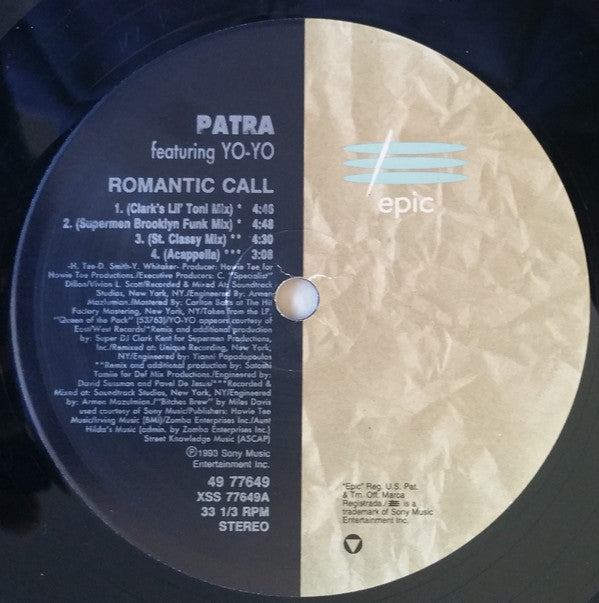 PATRA
featuring YO-YO
ROMANTIC CALL
1. (Clark's Lil' Toni Mix) * 4:46
2. (Supermen Brooklyn Funk Mix) * 4:48
3. (St. Classy Mix) ** 4:30
4. (Acappella) *** 3:08
-H. Tee-D. Smith-Y. Whitaker- Producer: Howie Tee for
Howie Tee Productions./Executive Producers: C. "Specialist"
Dillon/Vivian L. Scott/Recorded & Mixed At: Soundtrack
Studios, New York, NY./Engineered By: Armen
Mazlumian./Mastered By: Carlton Batts at The Hit
Factory Mastering, New York, NY/Taken from the LP,
"Queen of the Pack" (53763)/YO-YO appears courtesy of
East/West Records/*Remix and additional production
by: Super DJ Clark Kent for Supermen Productions,
Inc./Remixed at: Unique Recording, New York,
NY/Engineered by: Yianni Papadopoulos
**Remix and additional production by: Satoshi
Tomiie for Def Mix Productions./Engineered by:
David Sussman and Pavel De Jesus/***Recorded &
Mixed at: Soundtrack Studios, New York, NY/Engineered
by: Armen Mazulmian./"Bitches Brew" by Miles Davis
used courtesy of Sony Music/Publishers: Howie Tee
Music/Irving Music (BMI)/Zomba Enterprises Inc./Aunt
Hilda's Music (admin. by Zomba Enterprises Inc.)
Street Knowledge Music (ASCAP)
℗1993 Sony Music
Entertainment Inc.
49 77649
XSS 77649A
33 1/3 RPM
STEREO
epic
"Epic" Reg. U.S. Pat.
& Tm. Off. Marca
Registrada./ is a
trademark of Sony Music
Entertainment Inc.